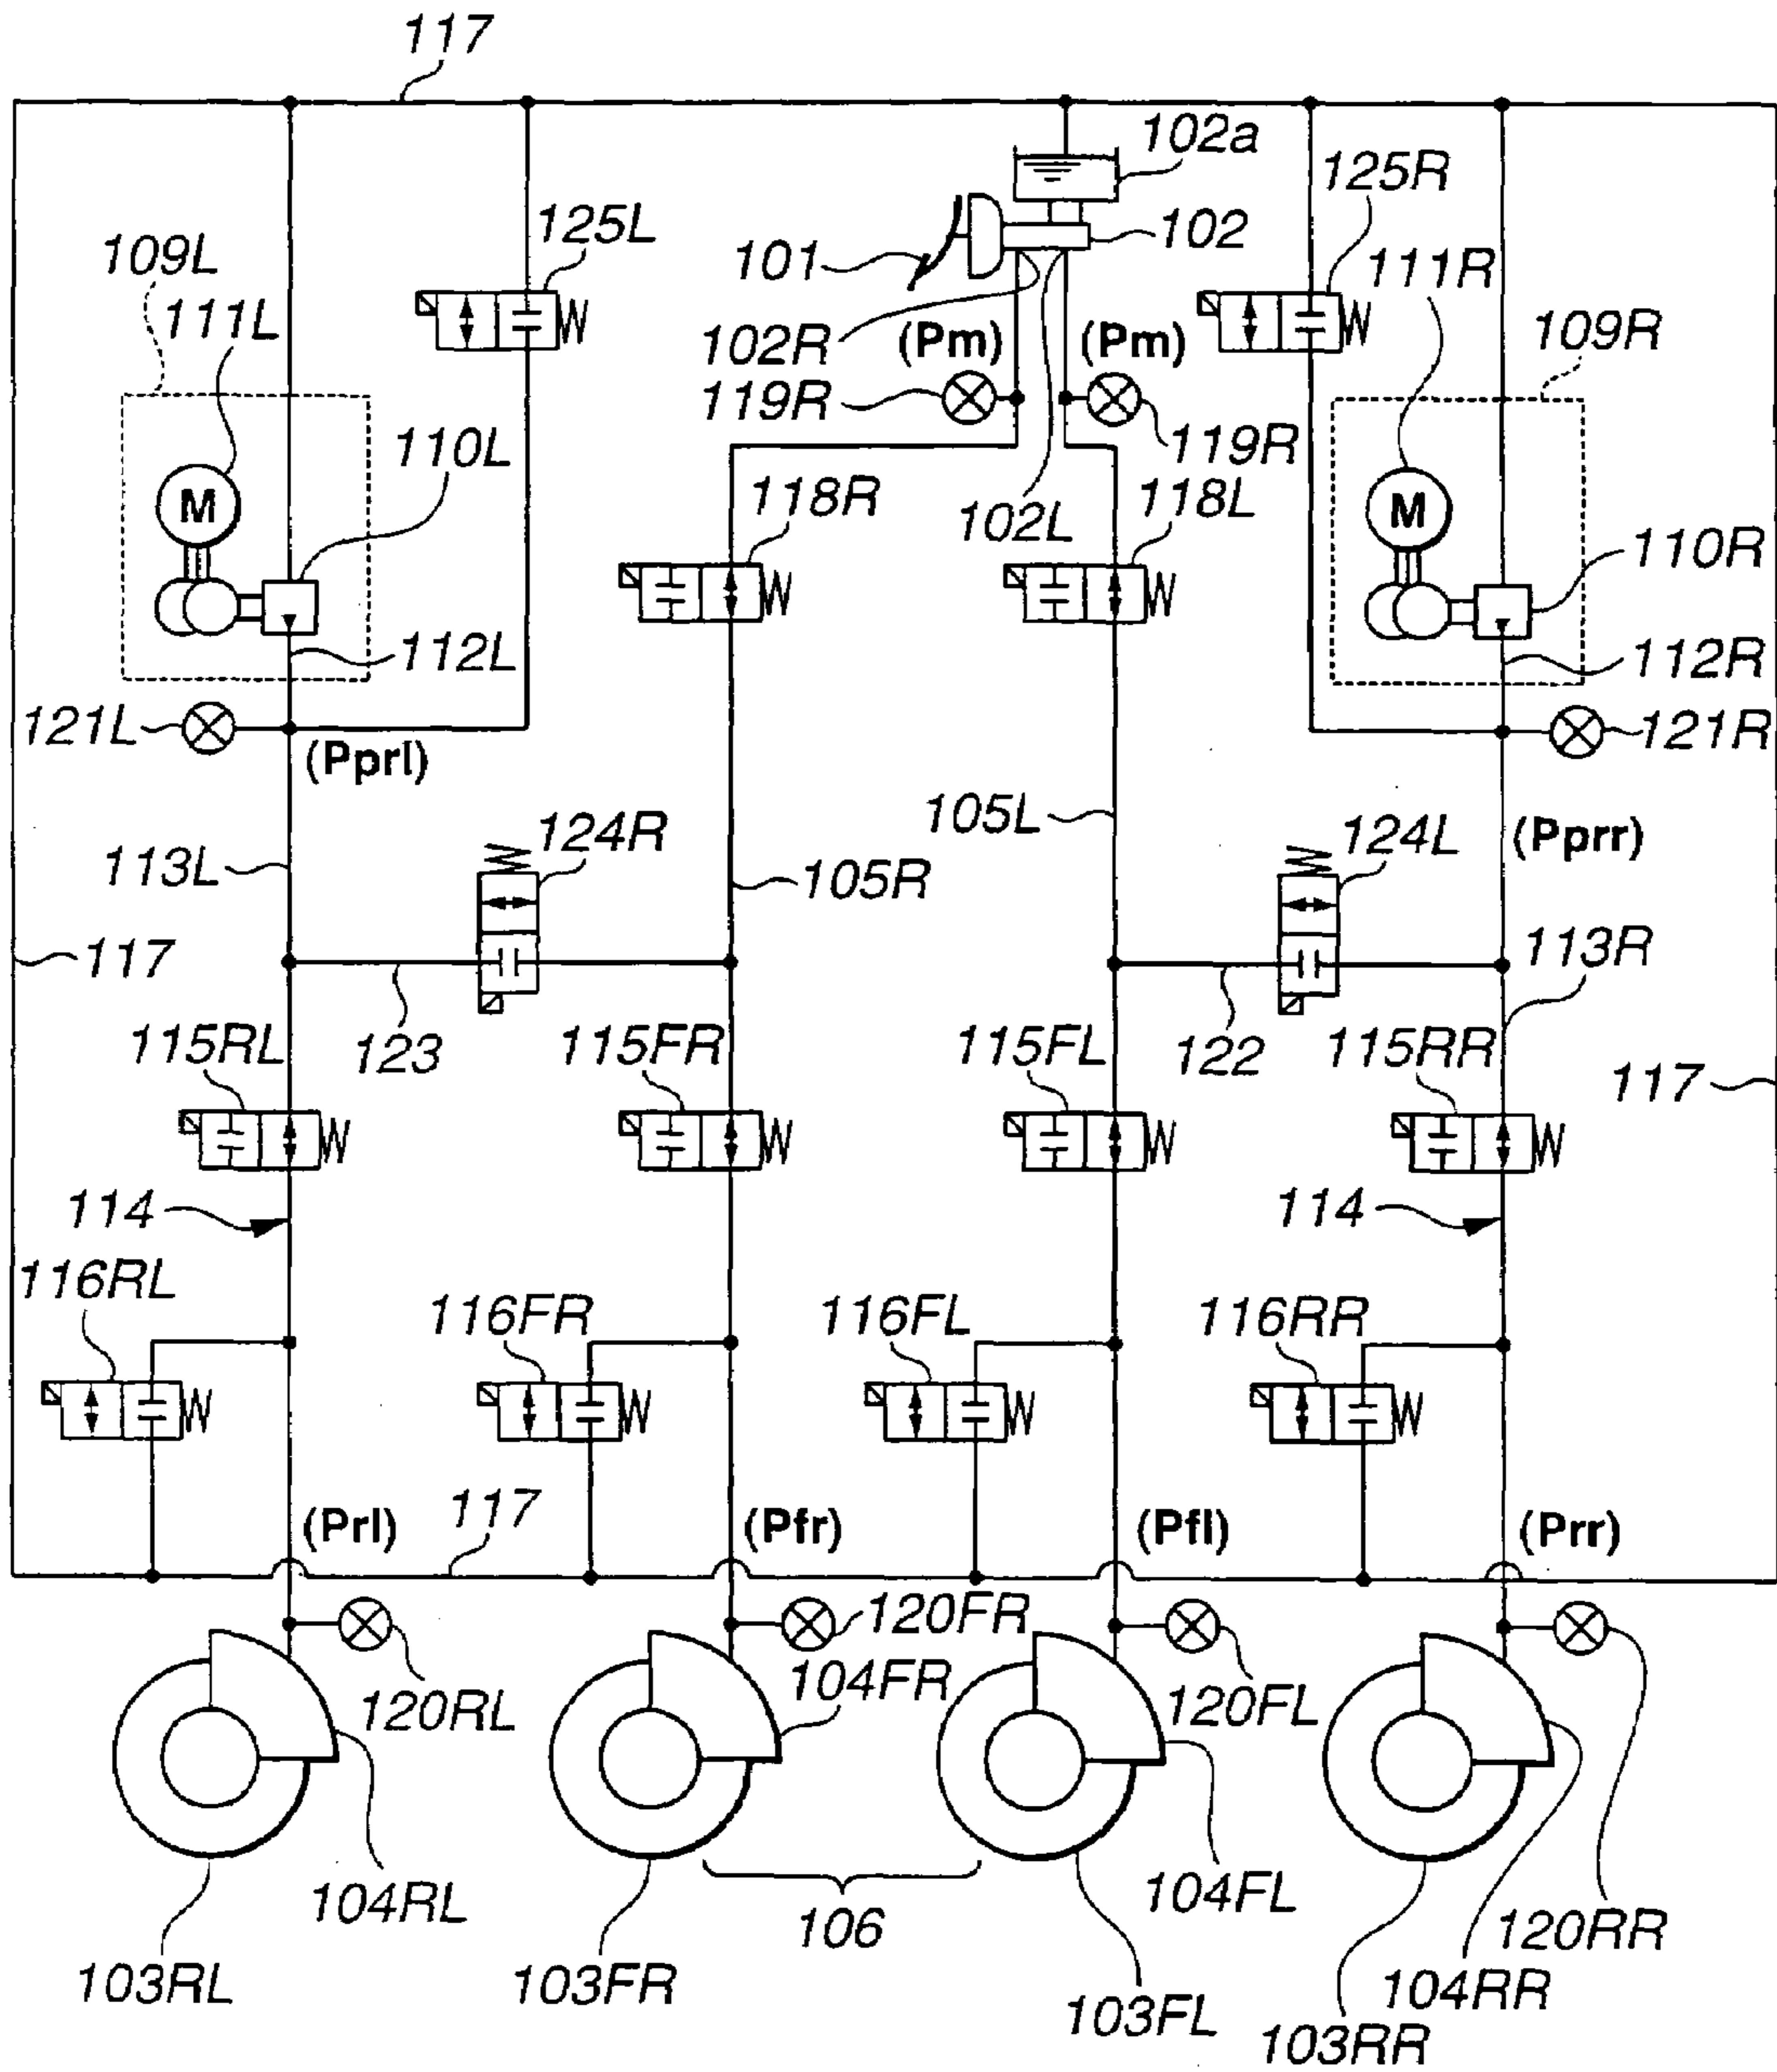 117
102a
125R
125L
102
109L
101
111R
111L
102R
(Pm)
(Pm)
109R
119R
119R
110L
M
118R
102L
118L
M
110R
112L
112R
121L
(Pprl)
121R
105L
124R
124L
(Pprr)
113L
105R
117
113R
115RL
123
115FR
115FL
122
115RR
117
114
114
116RL
116FR
116FL
116RR
117
(Prl)
(Pfr)
(Pfl)
(Prr)
120FR
104FR
120RL
120FL
104RL
106
104FL
120RR
103RL
103FR
103FL
104RR
103RR